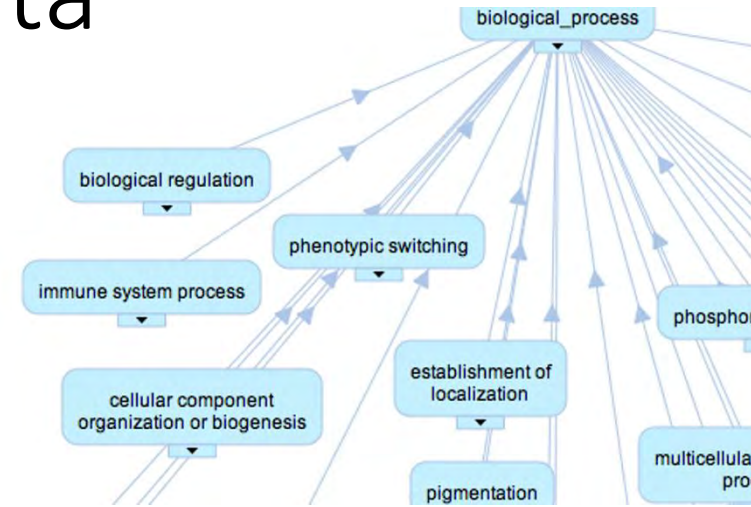 ta
biological_process
biological regulation
phenotypic switching
immune system process
phospho
establishment of
localization
cellular component
organization or biogenesis
multicellula
pro
pigmentation